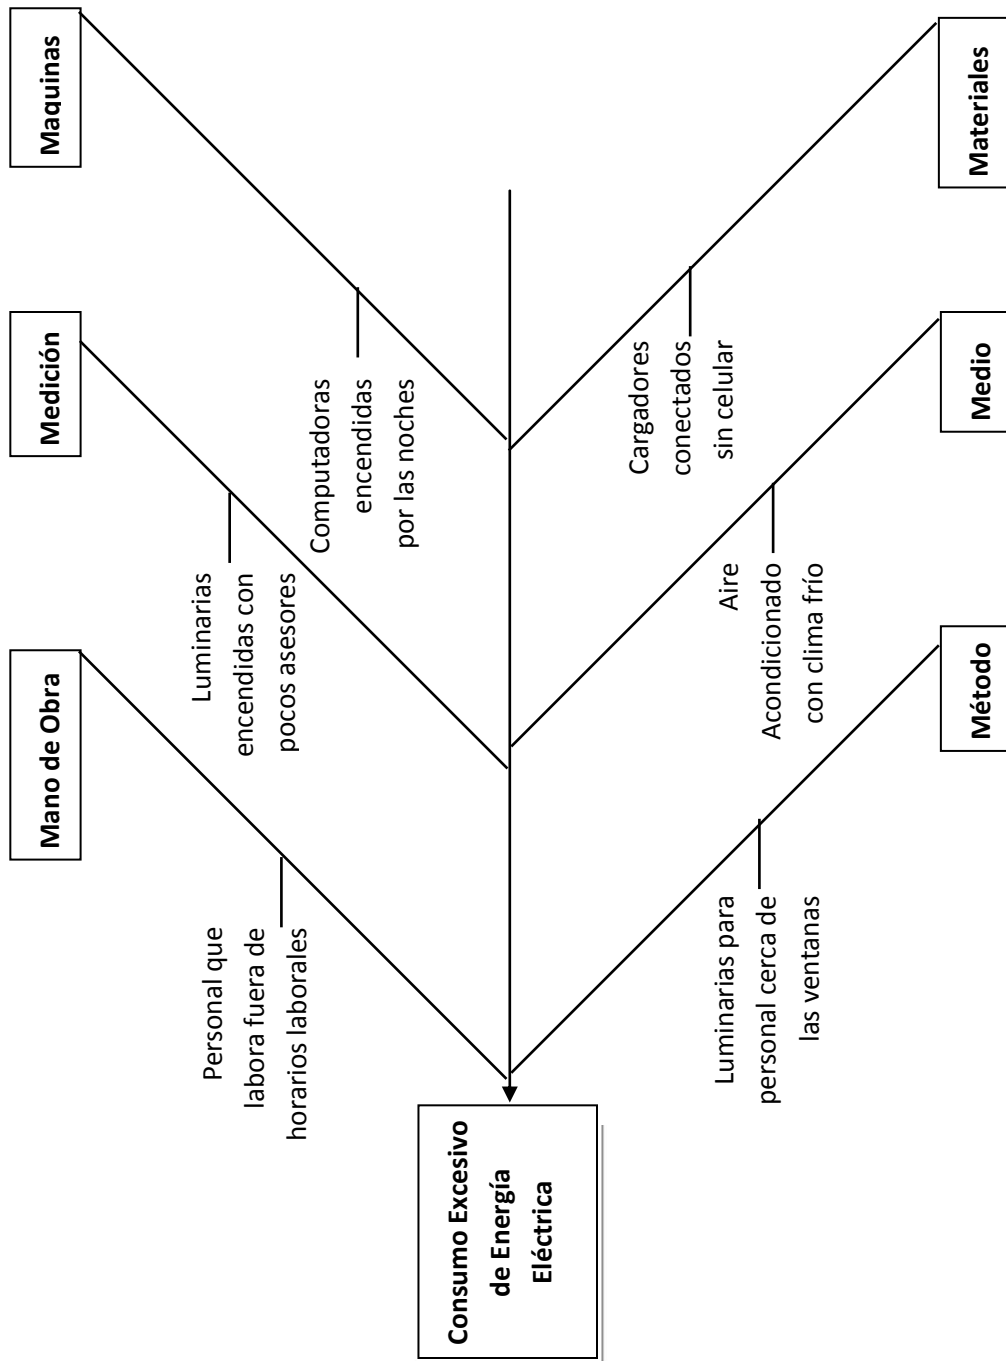 Mano de Obra
Medición
Maquinas
Personal que
labora fuera de
horarios laborales
Luminarias
encendidas con
pocos asesores
Computadoras
encendidas
por las noches
Consumo Excesivo
de Energía
Eléctrica
Luminarias para
personal cerca de
las ventanas
Aire
Acondicionado
con clima frío
Cargadores
conectados
sin celular
Método
Medio
Materiales